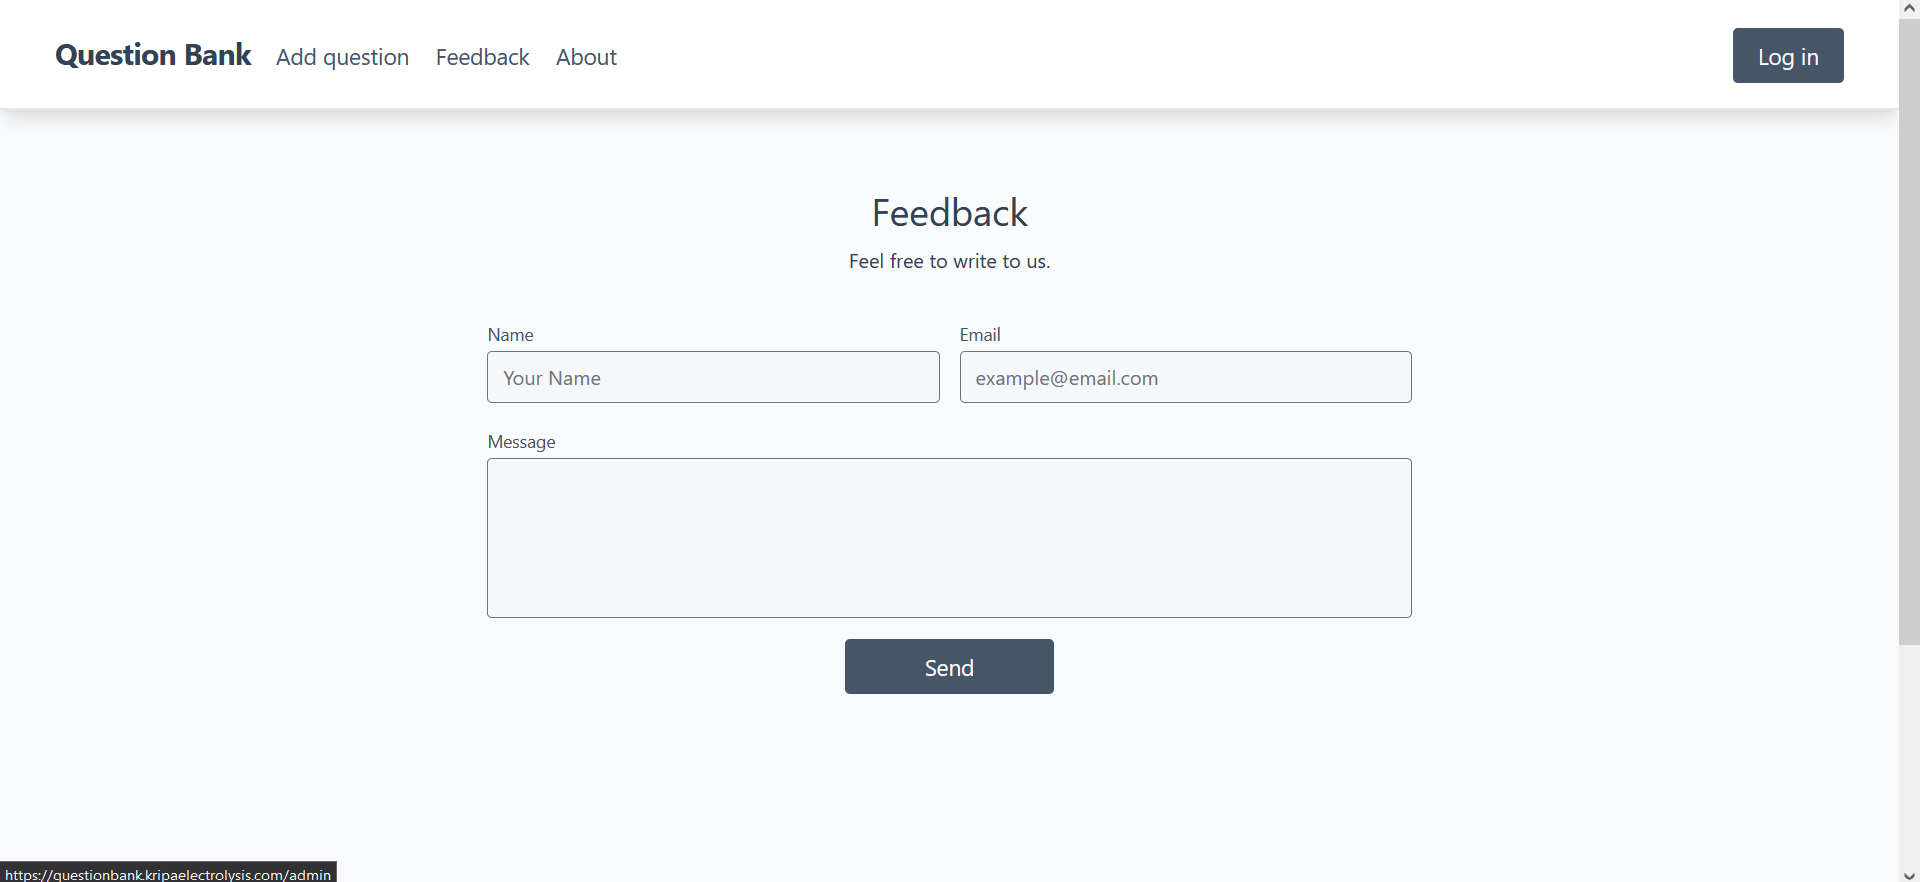 Question Bank Add question Feedback About Log in
Feedback
Feel free to write to us.
Name Email
Your Name example@email.com
Message
Send
https://questionbank.kripaelectrolysis.com/admin